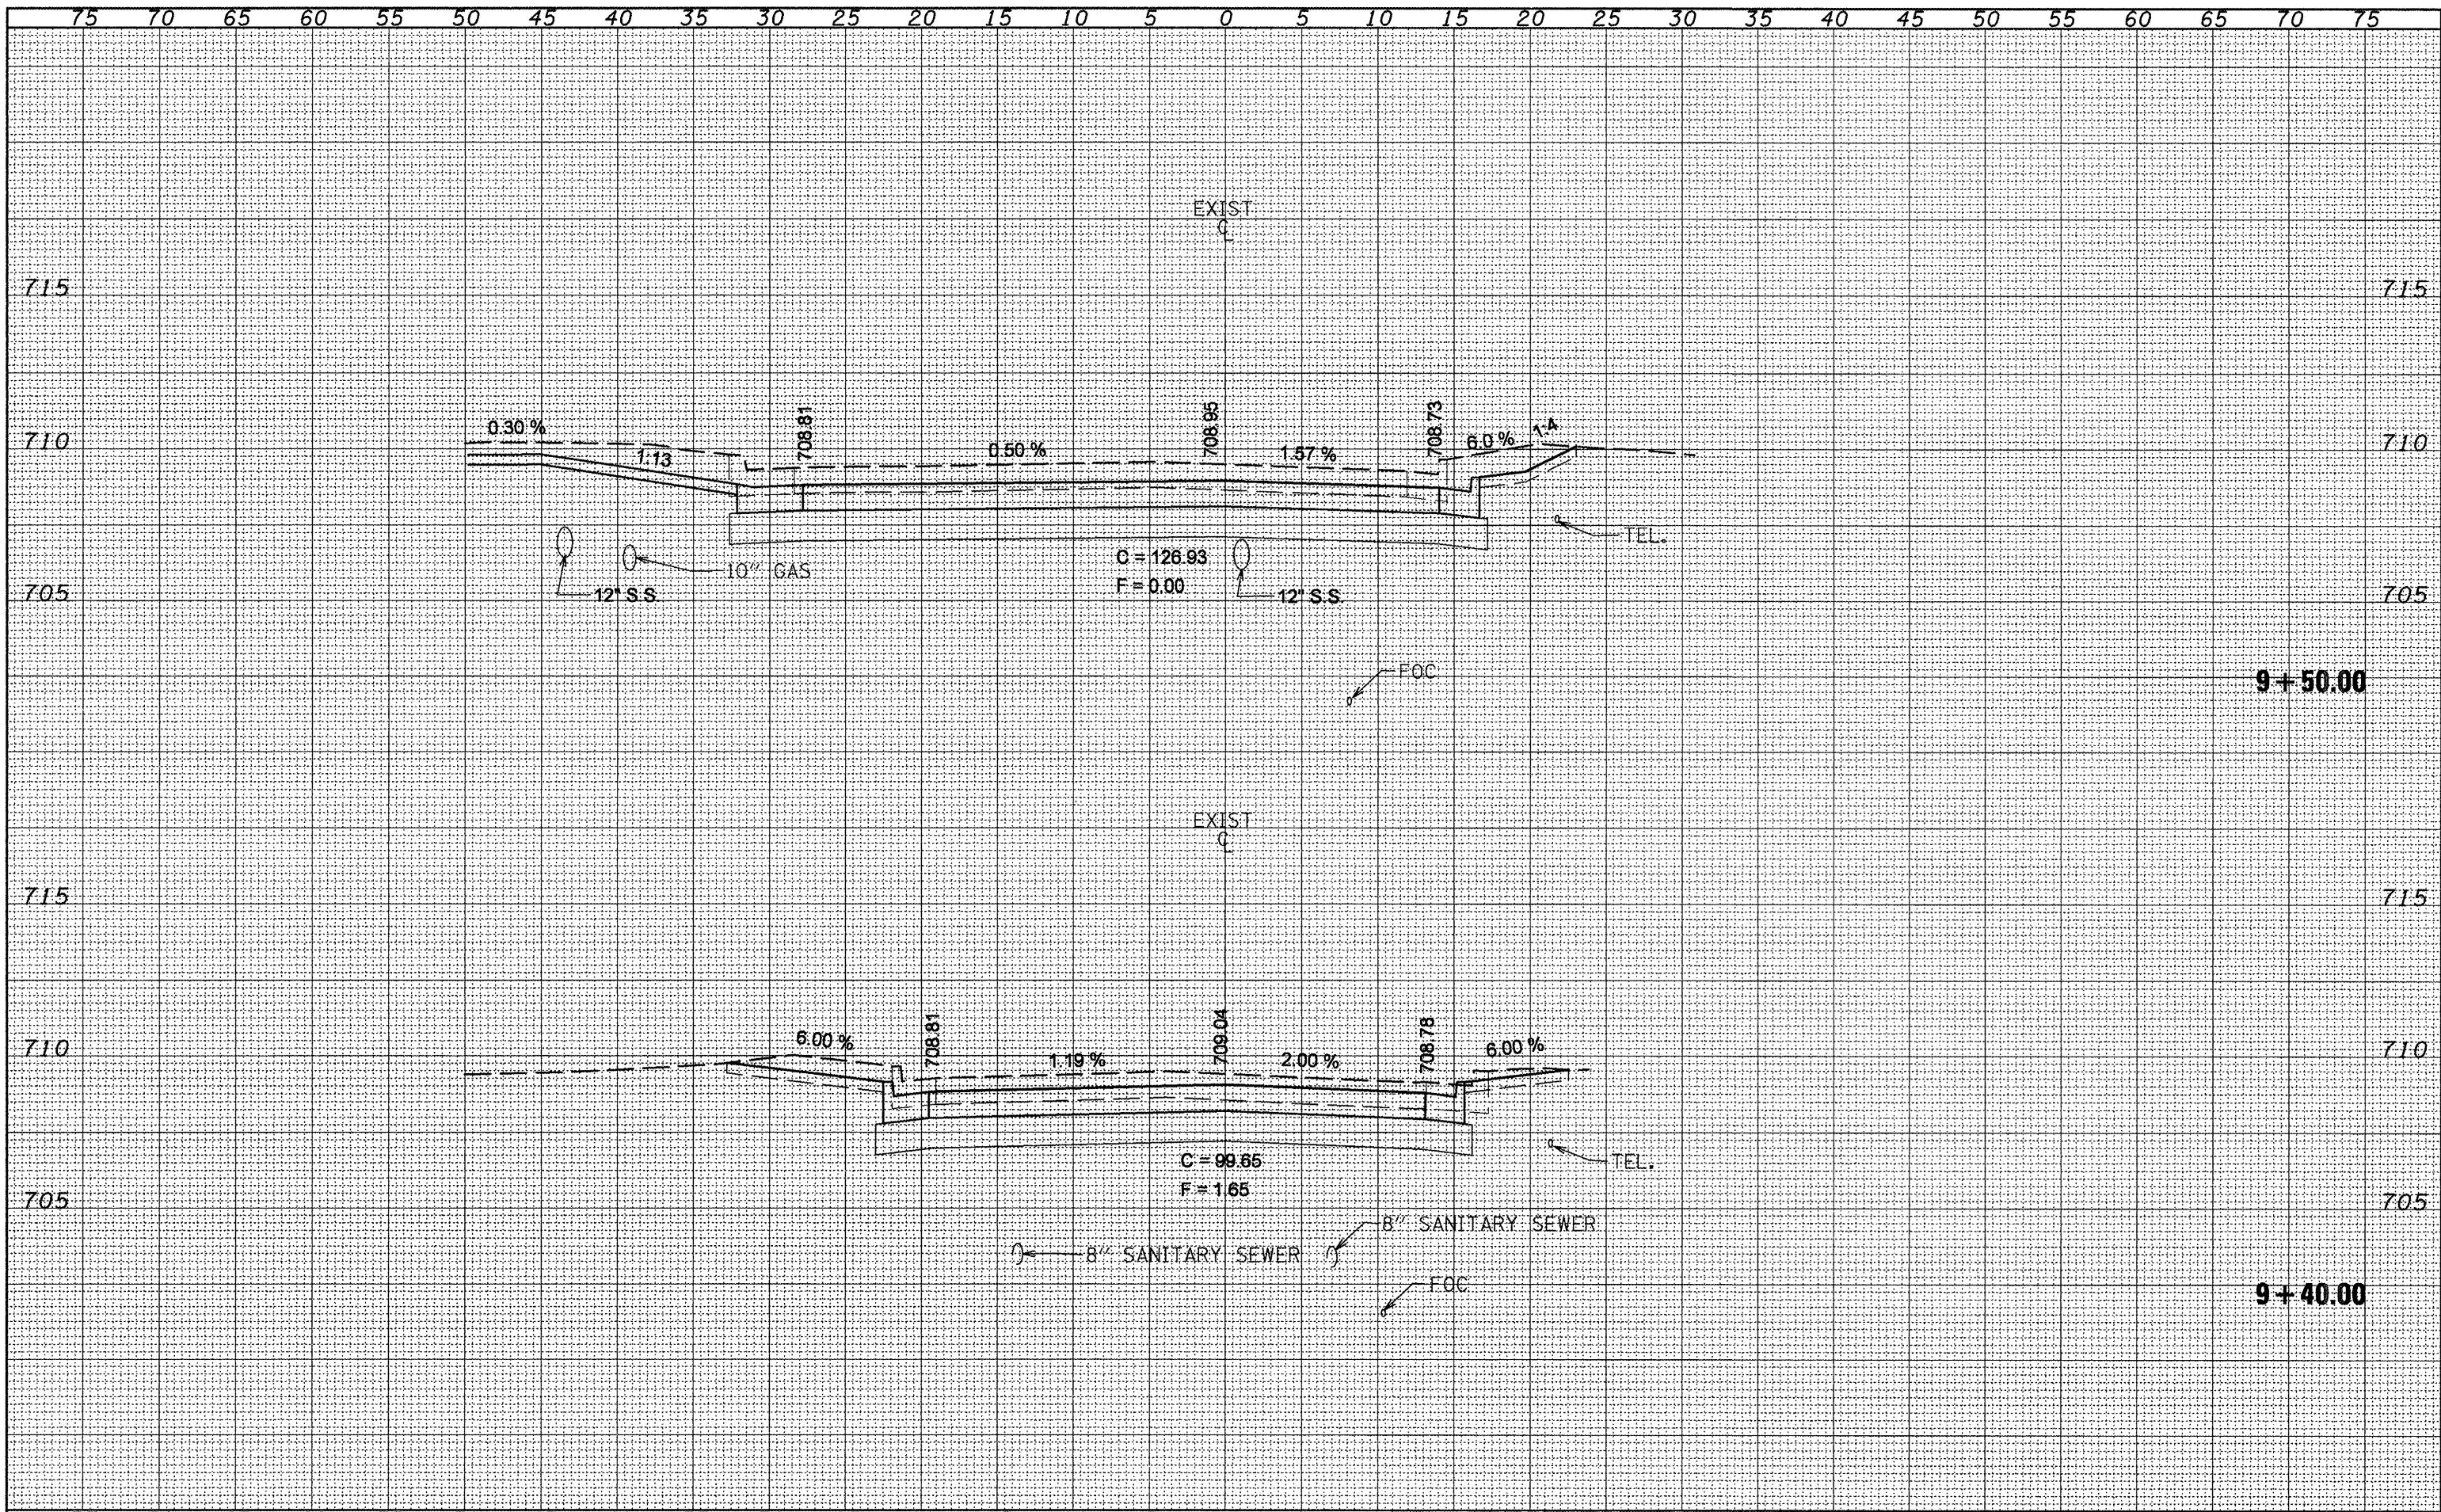 75 70 65 60 55 50 45 40 35 30 25 20 15 10 5 0 5 10 15 20 25 30 35 40 45 50 55 60 65 70 75
EXIST
℄
715 715
708.81 708.95 708.73
710 0.30 % 1:13 0.50 % 1.57 % 6.0 % 1:4 710
TEL.
C = 126.93
10" GAS
F = 0.00
705 12" S.S. 12" S.S. 705
FOC
9+50.00
EXIST
℄
715 715
708.81 709.04 708.78
710 6.00 % 1.19 % 2.00 % 6.00 % 710
C = 99.65 TEL.
F = 1.65
705 705
8" SANITARY SEWER
8" SANITARY SEWER
FOC
9+40.00